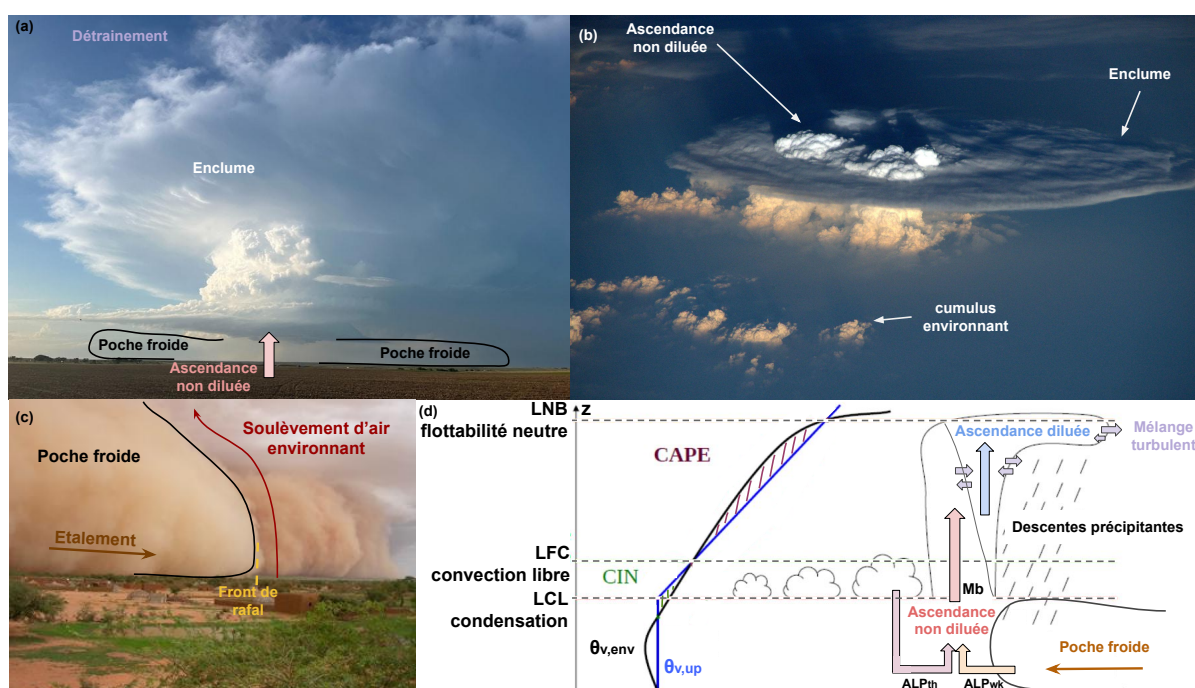 (a)
Détrainement
Enclume
Poche froide
Poche froide
Ascendance
non diluée
(b)
Ascendance
non diluée
Enclume
cumulus
environnant
(c)
Poche froide
Soulèvement d'air
environnant
Etalement
Front de
rafal
(d)
LNB
flottabilité neutre
z
CAPE
LFC
convection libre
CIN
LCL
condensation
θv,env
θv,up
Ascendance diluée
Mélange
turbulent
Descentes précipitantes
Mb
Ascendance
non diluée
Poche froide
ALPth
ALPwk